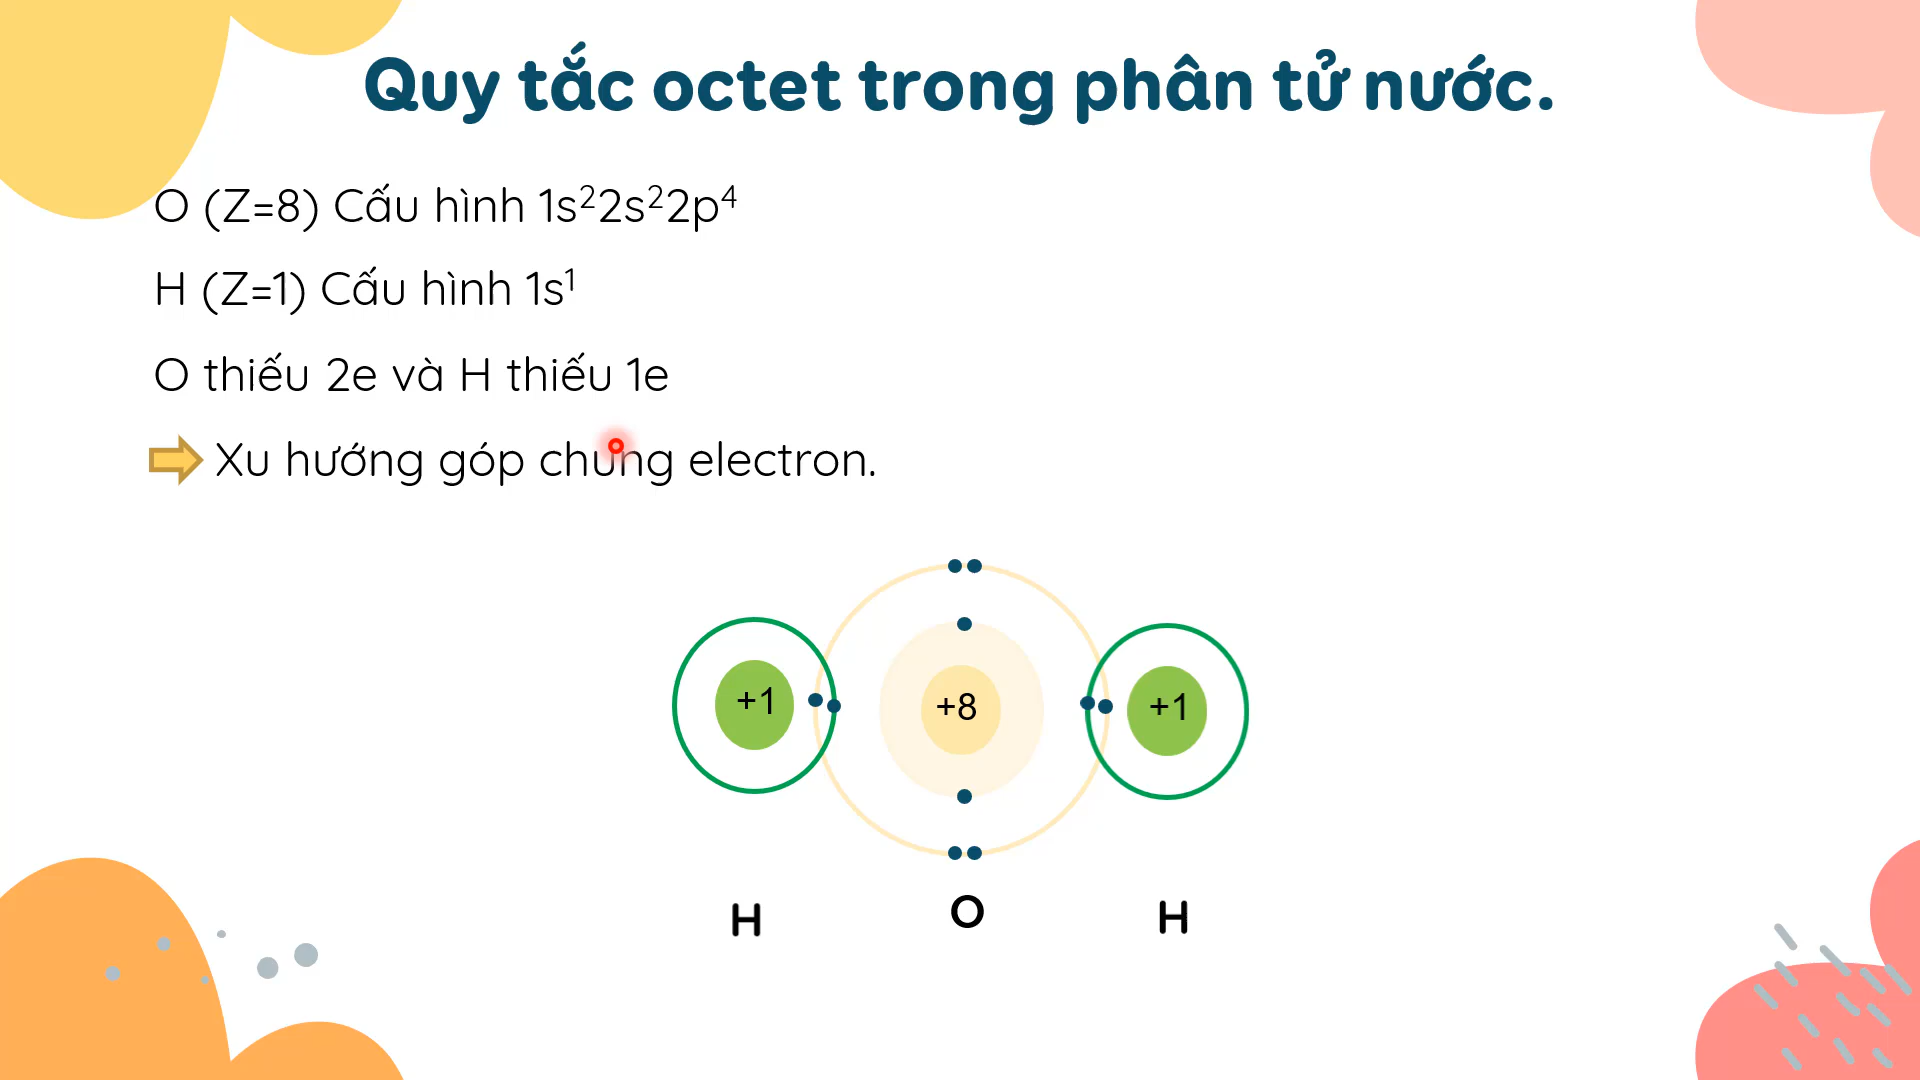 Quy tắc octet trong phân tử nước.
O (Z=8) Cấu hình 1s²2s²2p⁴
H (Z=1) Cấu hình 1s¹
O thiếu 2e và H thiếu 1e
Xu hướng góp chung electron.
+1 +8 +1
H O H